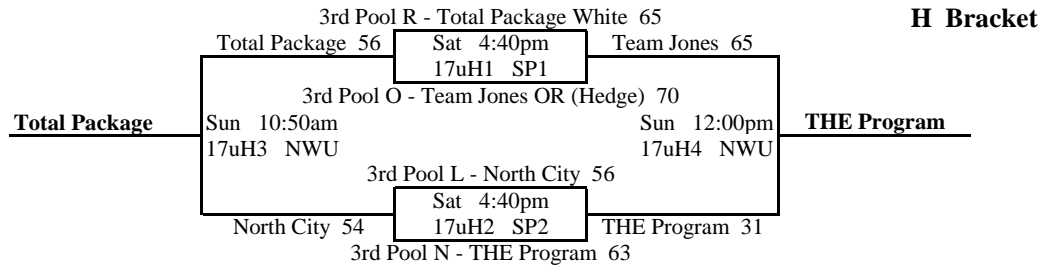 3rd Pool R - Total Package White 65
H Bracket
Total Package 56
Sat 4:40pm
Team Jones 65
17uH1 SP1
3rd Pool O - Team Jones OR (Hedge) 70
Total Package
Sun 10:50am
Sun 12:00pm
THE Program
17uH3 NWU
17uH4 NWU
3rd Pool L - North City 56
Sat 4:40pm
North City 54
17uH2 SP2
THE Program 31
3rd Pool N - THE Program 63